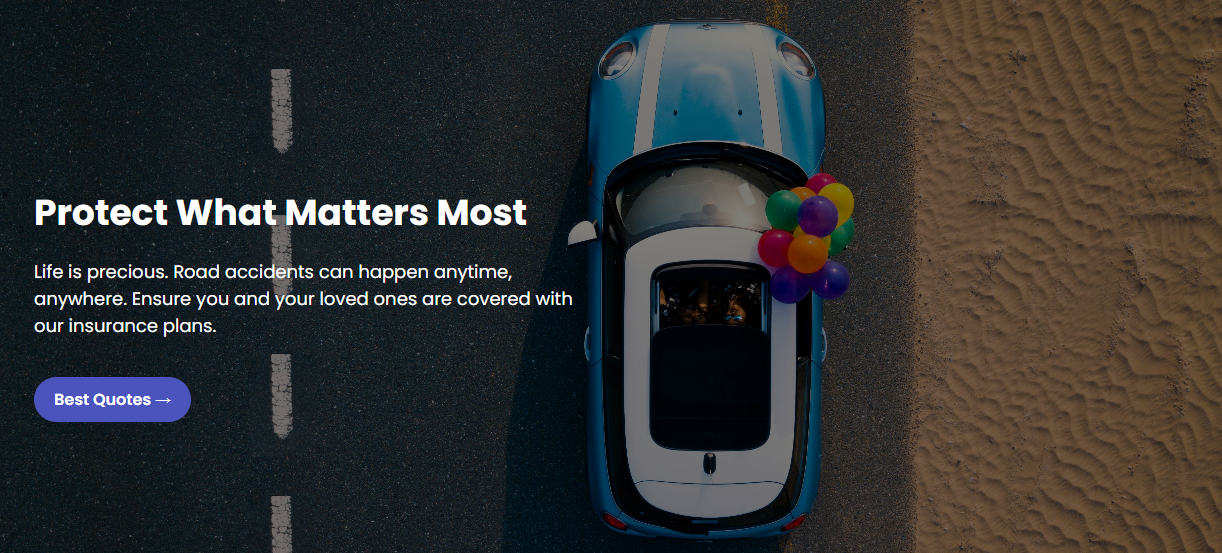 Protect What Matters Most
Life is precious. Road accidents can happen anytime,
anywhere. Ensure you and your loved ones are covered with
our insurance plans.
Best Quotes →